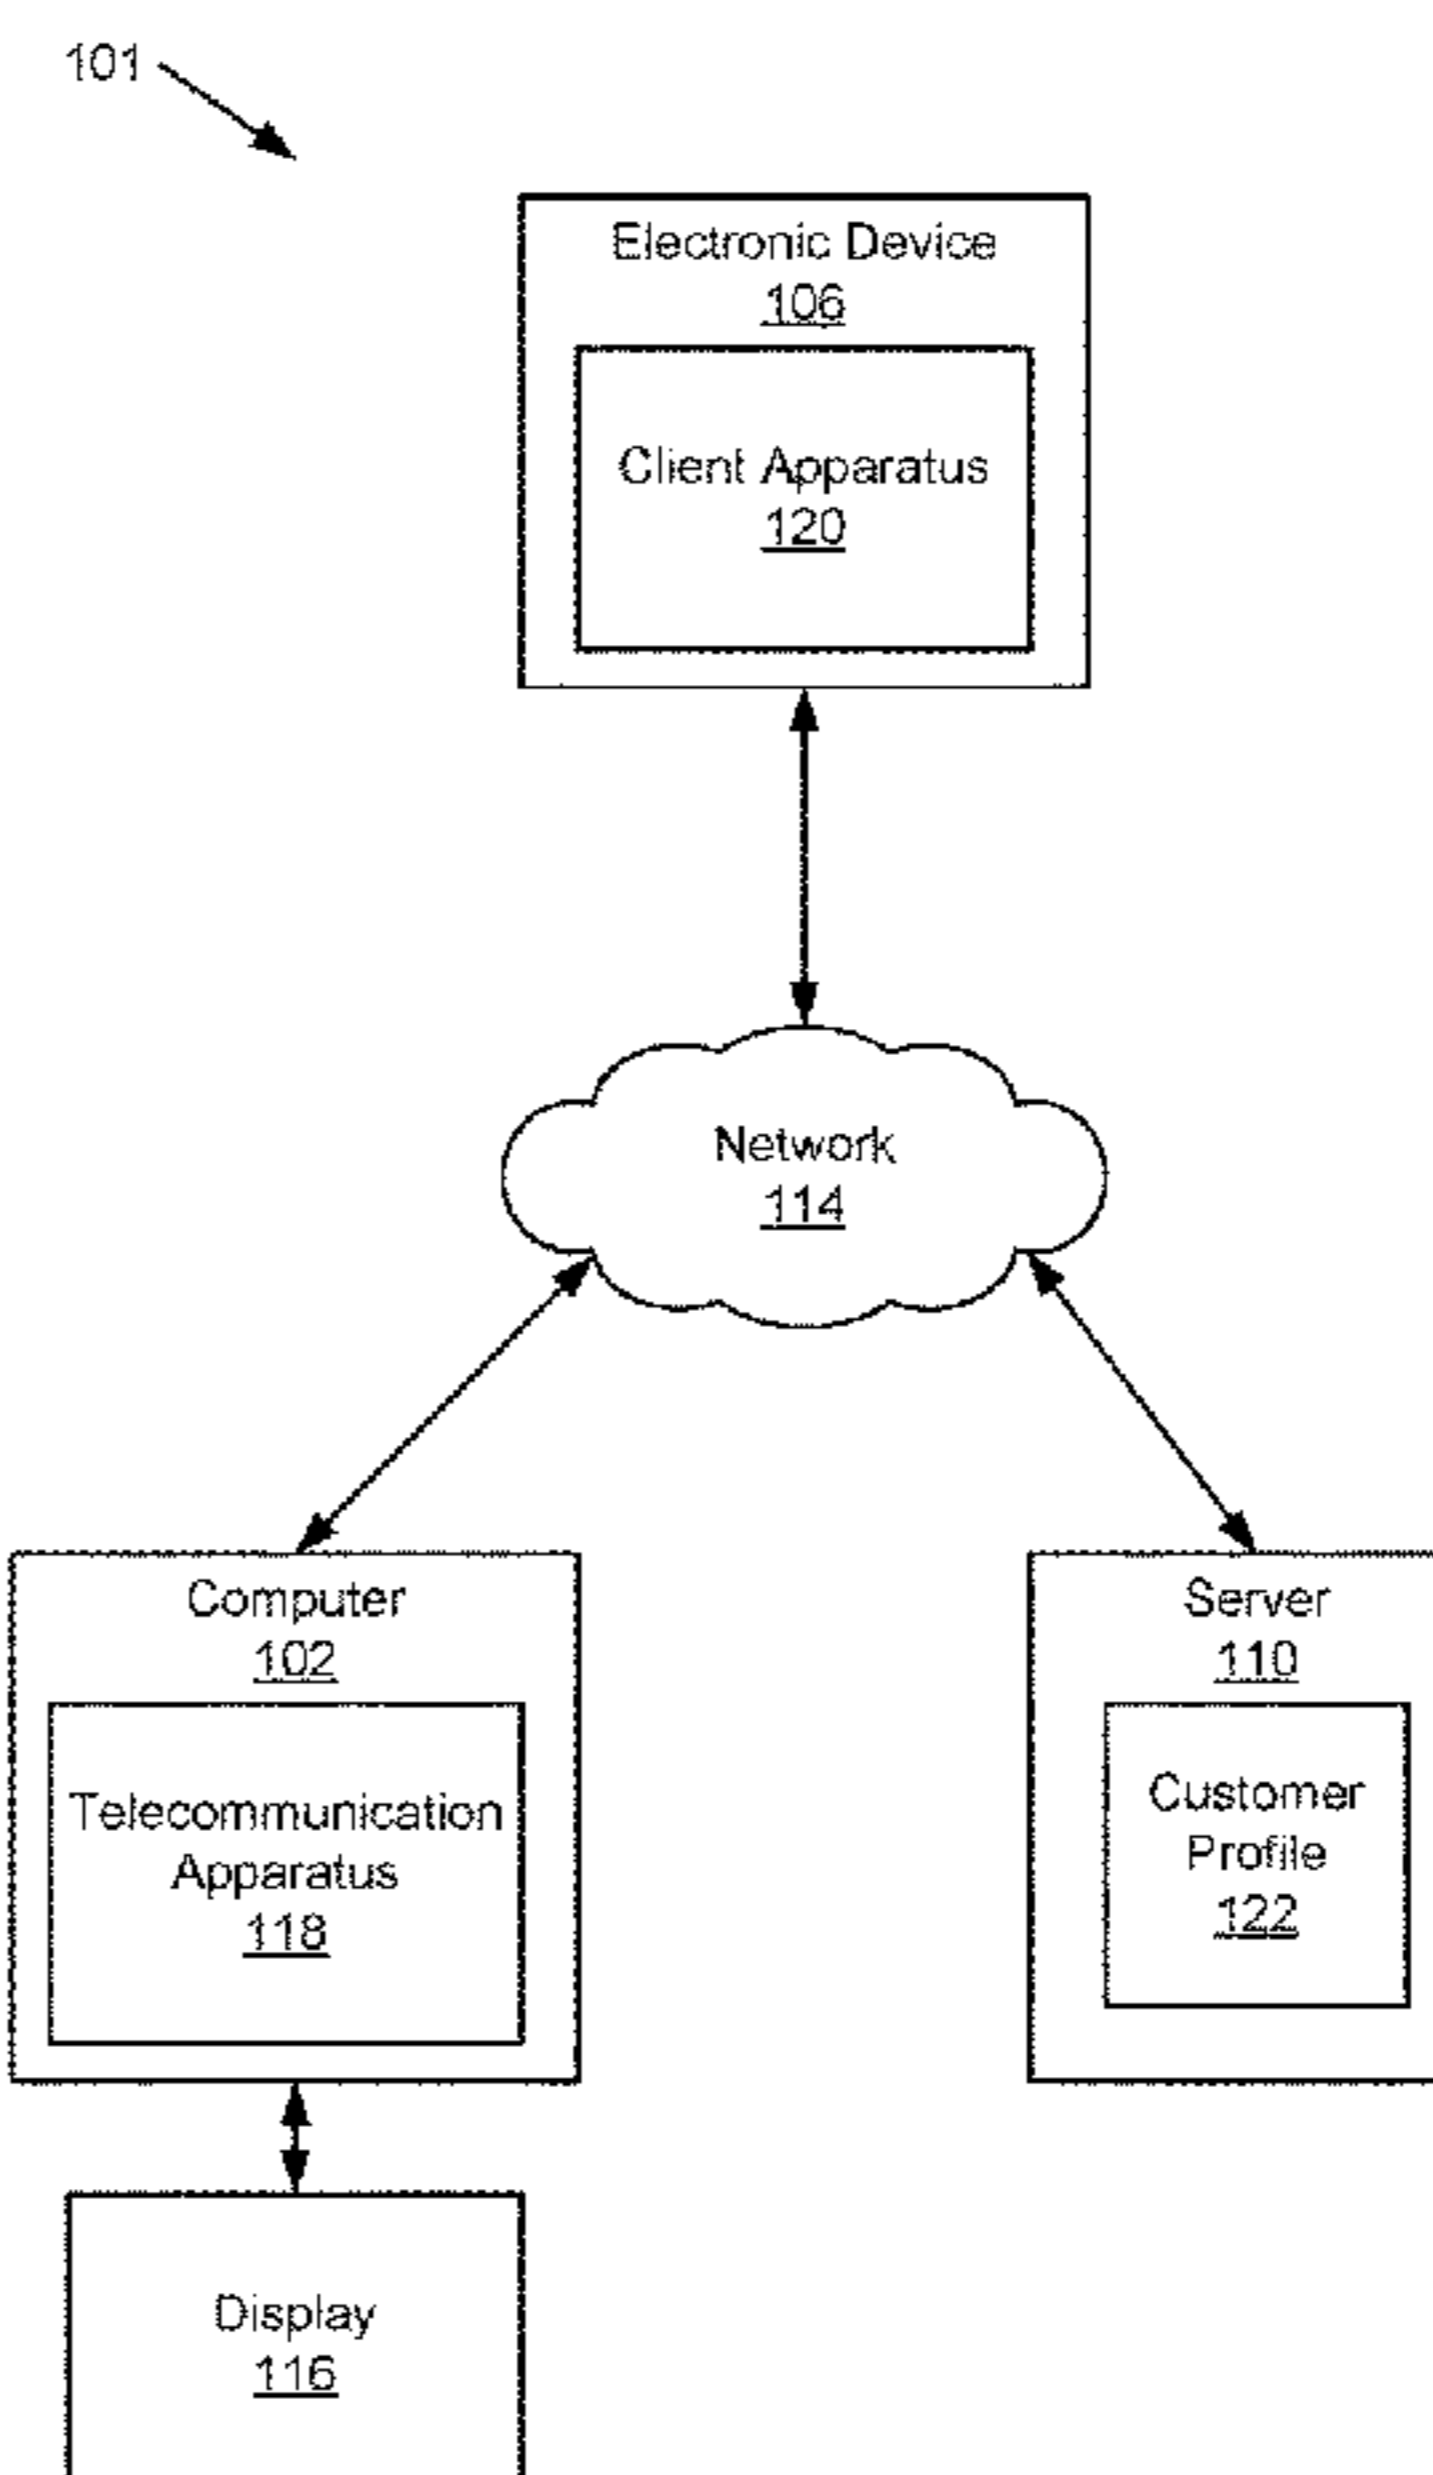 101
Electronic Device
106
Client Apparatus
120
Network
114
Computer
102
Telecommunication
Apparatus
118
Server
110
Customer
Profile
122
Display
116